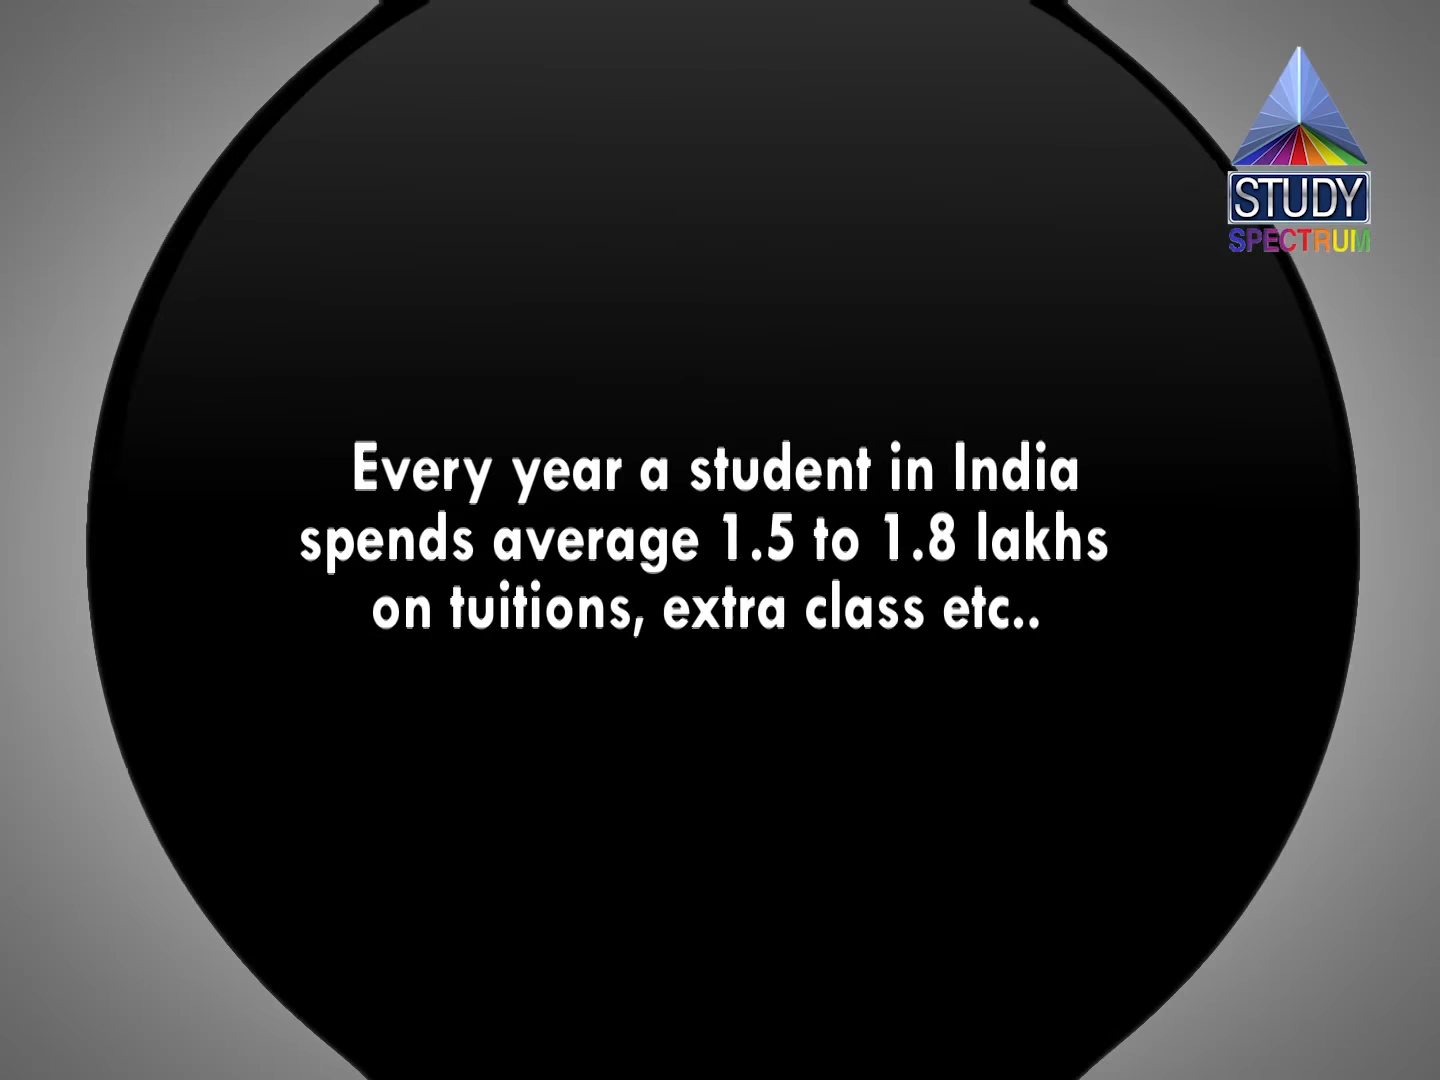 STUDY
SPECTRUM
Every year a student in India
spends average 1.5 to 1.8 lakhs
on tuitions, extra class etc..